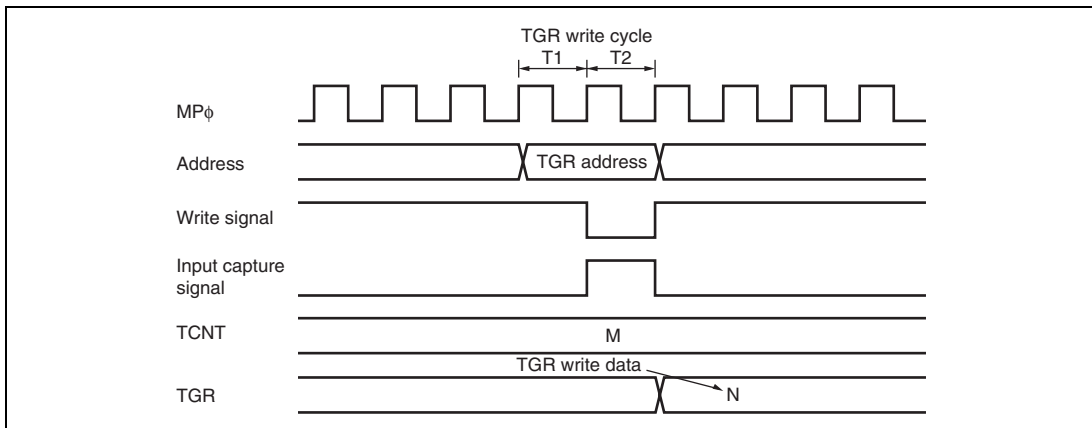 TGR write cycle
T1 T2
MPϕ
Address
TGR address
Write signal
Input capture
signal
TCNT
M
TGR write data
TGR
N